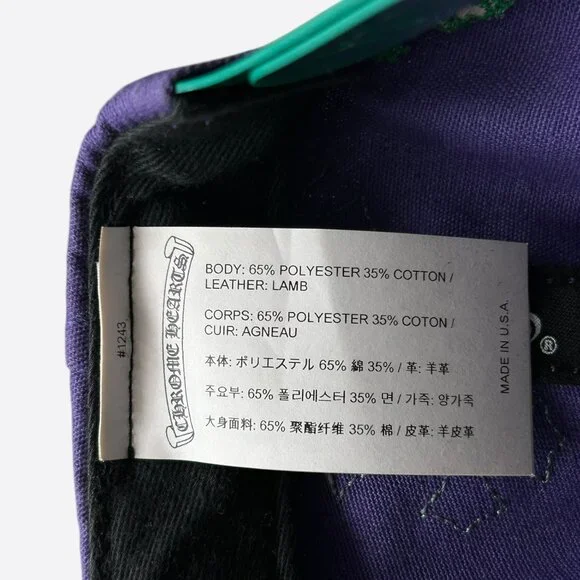 #1243
CHROME HEARTS
BODY: 65% POLYESTER 35% COTTON /
LEATHER: LAMB
CORPS: 65% POLYESTER 35% COTON /
CUIR: AGNEAU
本体: ポリエステル 65% 綿 35% / 革: 羊革
주요부: 65% 폴리에스터 35% 면 / 가죽: 양가죽
大身面料: 65% 聚酯纤维 35% 棉 / 皮革: 羊皮革
MADE IN U.S.A.
®